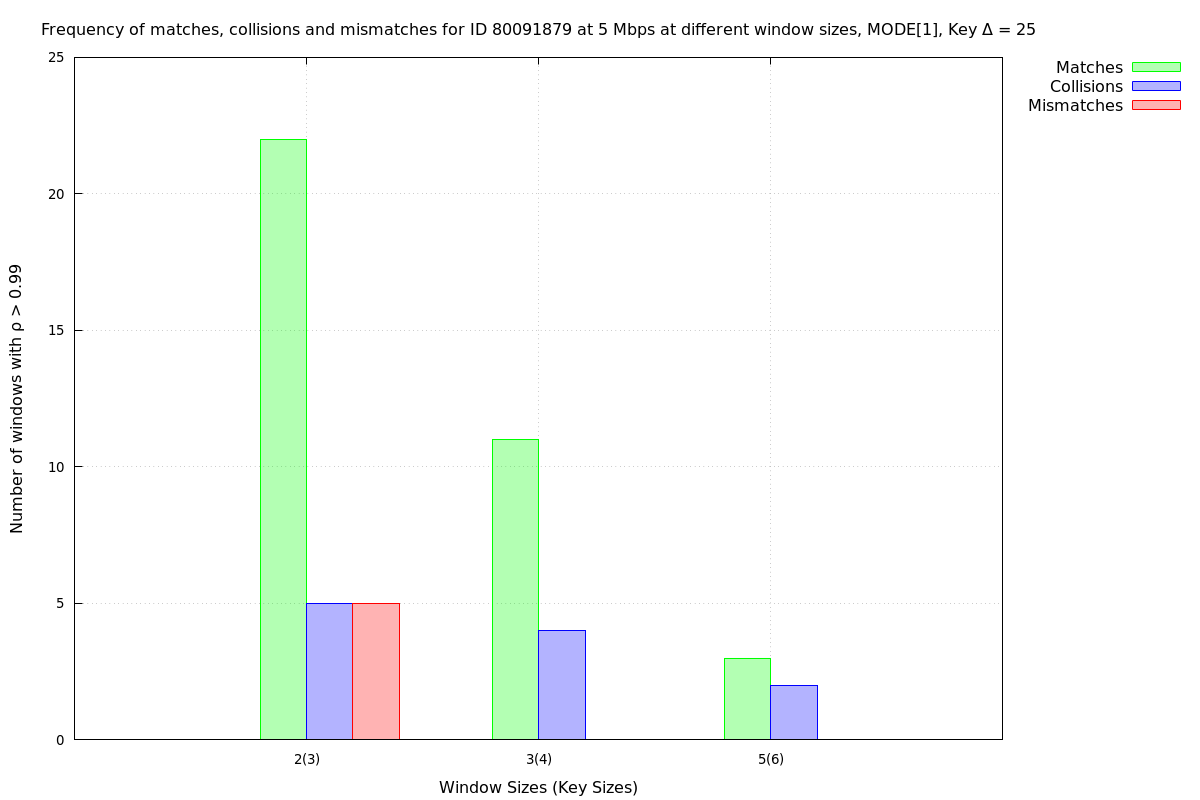 Frequency of matches, collisions and mismatches for ID 80091879 at 5 Mbps at different window sizes, MODE[1], Key Δ = 25
Matches
Collisions
Mismatches
Number of windows with ρ > 0.99
25
20
15
10
5
0
2(3)
3(4)
5(6)
Window Sizes (Key Sizes)